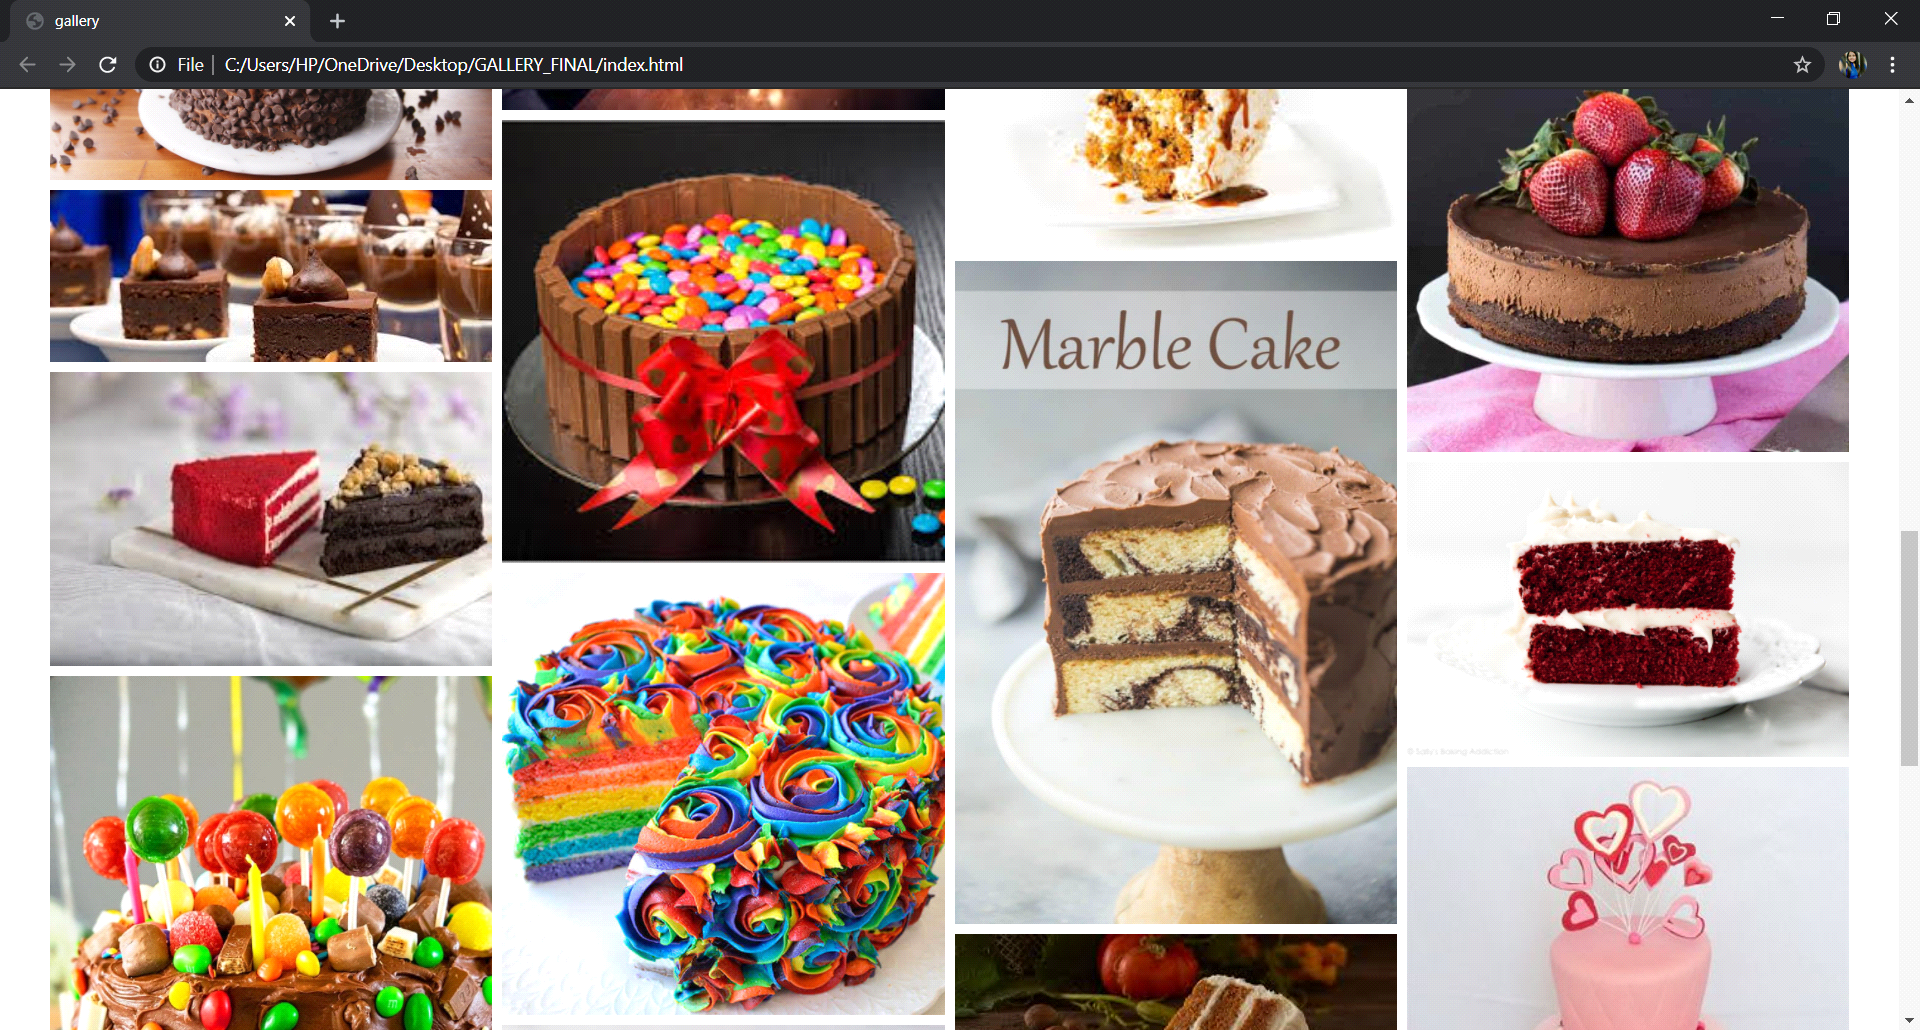 gallery
File
C:/Users/HP/OneDrive/Desktop/GALLERY_FINAL/index.html
Marble Cake